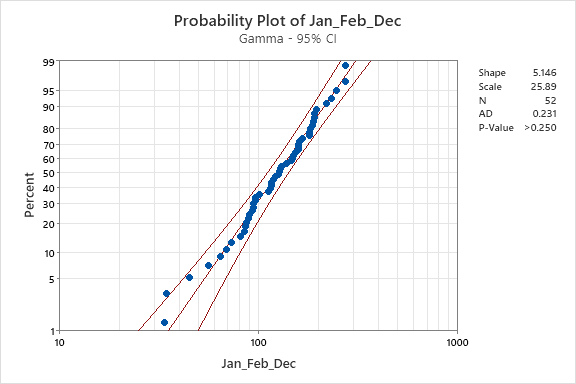 Probability Plot of Jan_Feb_Dec
Gamma - 95% CI
99
95
90
80
70
60
50
40
30
20
10
5
1
Percent
10
100
1000
Jan_Feb_Dec
Shape 5.146
Scale 25.89
N 52
AD 0.231
P-Value >0.250